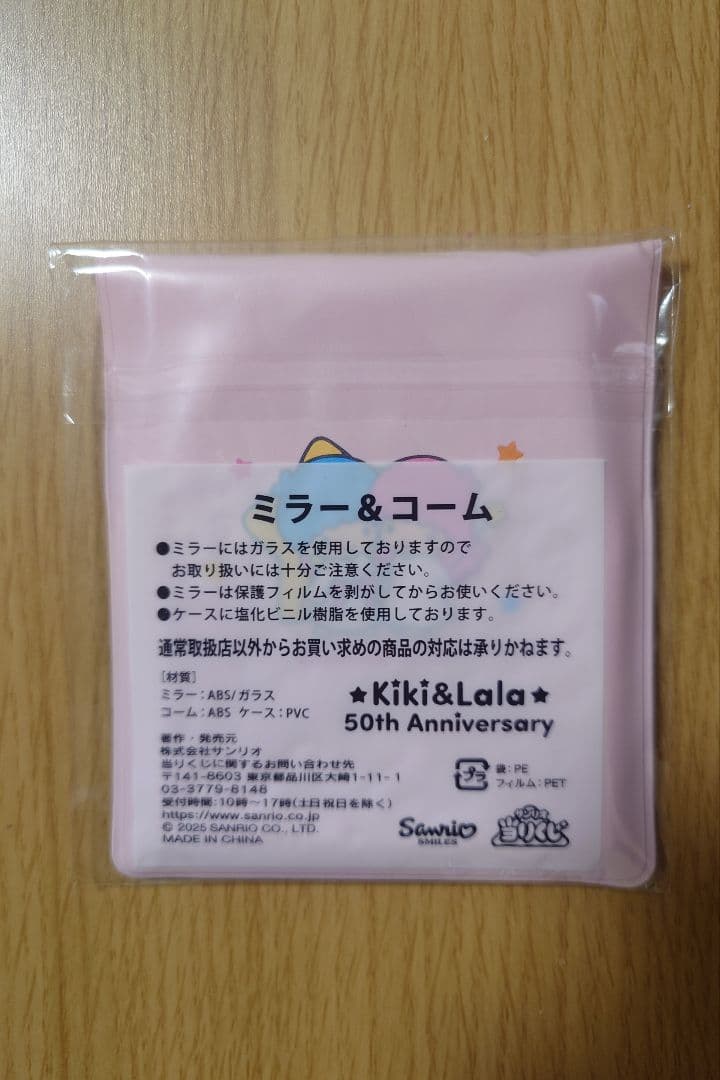 ミラー＆コーム
●ミラーにはガラスを使用しておりますので
お取り扱いには十分ご注意ください。
●ミラーは保護フィルムを剥がしてからお使いください。
●ケースに塩化ビニル樹脂を使用しております。
通常取扱店以外からお買い求めの商品の対応は承りかねます。
[材質]
ミラー：ABS/ガラス
コーム：ABS ケース：PVC
★Kiki&Lala★
50th Anniversary
著作・発売元
株式会社サンリオ
当りくじに関するお問い合わせ先
〒141-8603 東京都品川区大崎1-11-1
03-3779-8148
受付時間：10時～17時(土日祝日を除く)
https://www.sanrio.co.jp
© 2025 SANRIO CO., LTD.
MADE IN CHINA
プラ
袋：PE
フィルム：PET
Sanrio
SMILES
サンリオ
当りくじ